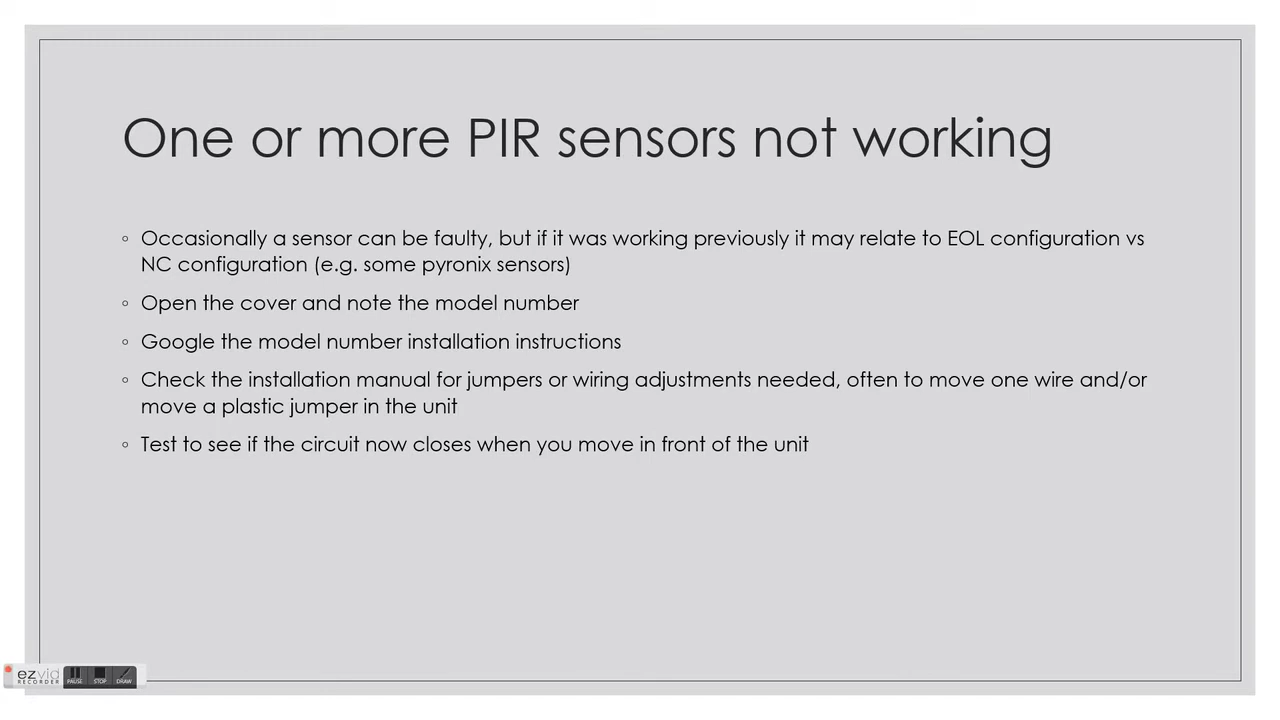 One or more PIR sensors not working
◦ Occasionally a sensor can be faulty, but if it was working previously it may relate to EOL configuration vs
NC configuration (e.g. some pyronix sensors)
◦ Open the cover and note the model number
◦ Google the model number installation instructions
◦ Check the installation manual for jumpers or wiring adjustments needed, often to move one wire and/or
move a plastic jumper in the unit
◦ Test to see if the circuit now closes when you move in front of the unit
ezvid
RECORDER
PAUSE STOP DRAW